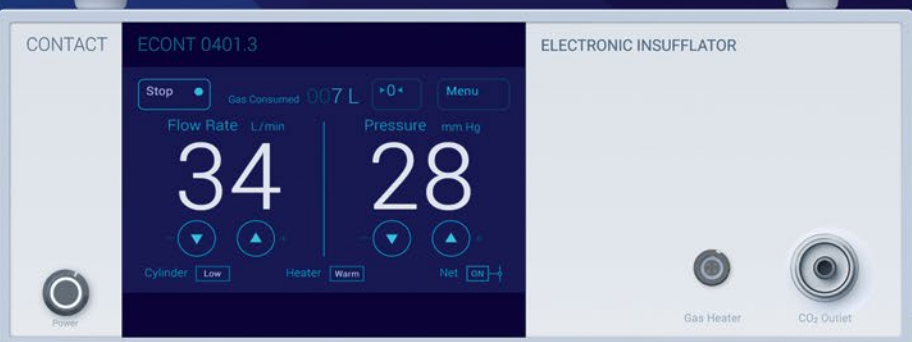 CONTACT
ECONT 0401.3
ELECTRONIC INSUFFLATOR
Stop
Gas Consumed 007 L
►0◄
Menu
Flow Rate L/min
Pressure mm Hg
34
28
- ▼ ▲ +
- ▼ ▲ +
Cylinder Low
Heater Warm
Net ON
Power
Gas Heater
CO₂ Outlet